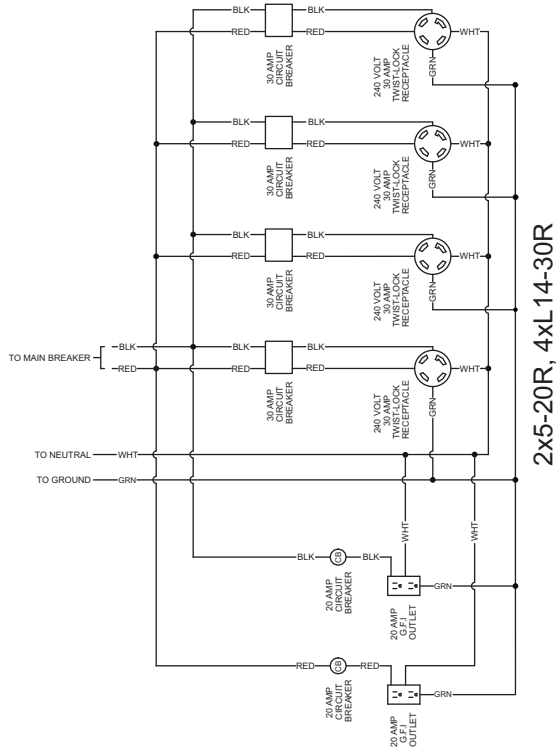 BLK
BLK
RED
RED
WHT
GRN
30 AMP
CIRCUIT
BREAKER
240 VOLT
30 AMP
TWIST-LOCK
RECEPTACLE
BLK
BLK
RED
RED
WHT
GRN
30 AMP
CIRCUIT
BREAKER
240 VOLT
30 AMP
TWIST-LOCK
RECEPTACLE
BLK
BLK
RED
RED
WHT
GRN
30 AMP
CIRCUIT
BREAKER
240 VOLT
30 AMP
TWIST-LOCK
RECEPTACLE
TO MAIN BREAKER
BLK
RED
BLK
BLK
RED
RED
WHT
GRN
30 AMP
CIRCUIT
BREAKER
240 VOLT
30 AMP
TWIST-LOCK
RECEPTACLE
TO NEUTRAL
WHT
TO GROUND
GRN
WHT
WHT
BLK
CB
BLK
GRN
20 AMP
CIRCUIT
BREAKER
20 AMP
G.F.I
OUTLET
RED
CB
RED
GRN
20 AMP
CIRCUIT
BREAKER
20 AMP
G.F.I
OUTLET
2x5-20R, 4xL14-30R